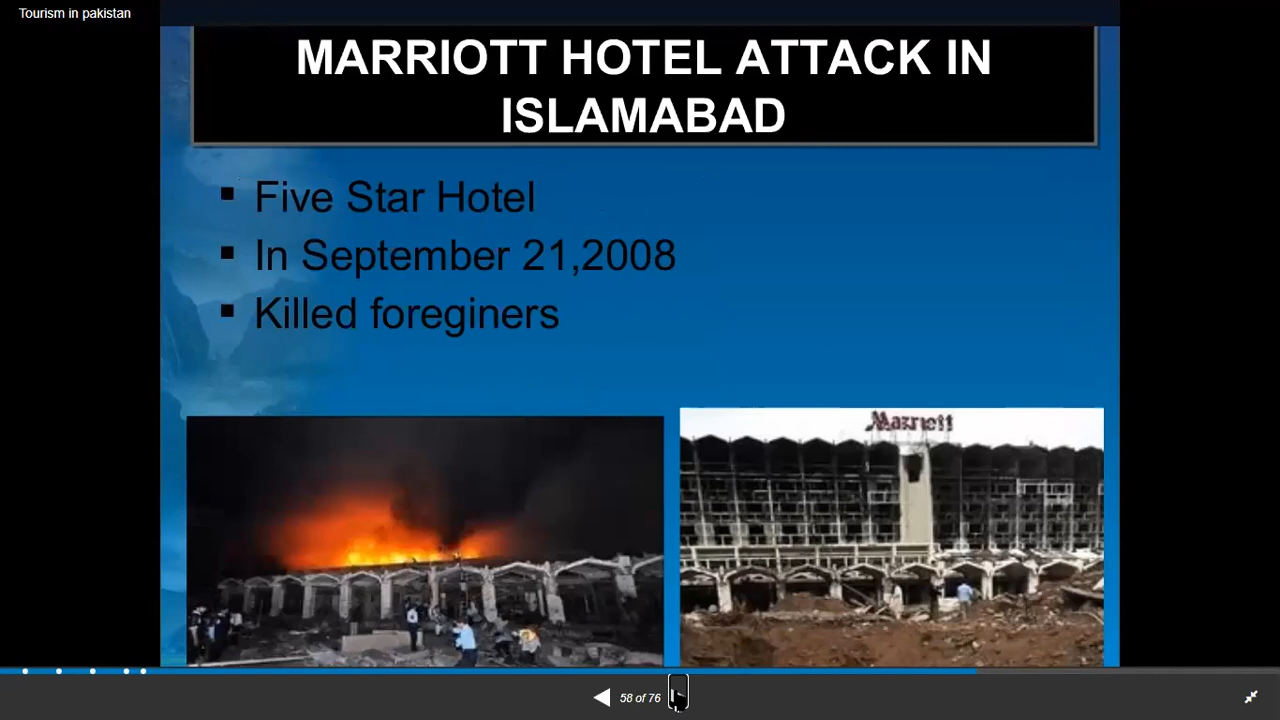 Tourism in pakistan
MARRIOTT HOTEL ATTACK IN
ISLAMABAD
▪ Five Star Hotel
▪ In September 21,2008
▪ Killed foreginers
Marriott
58 of 76